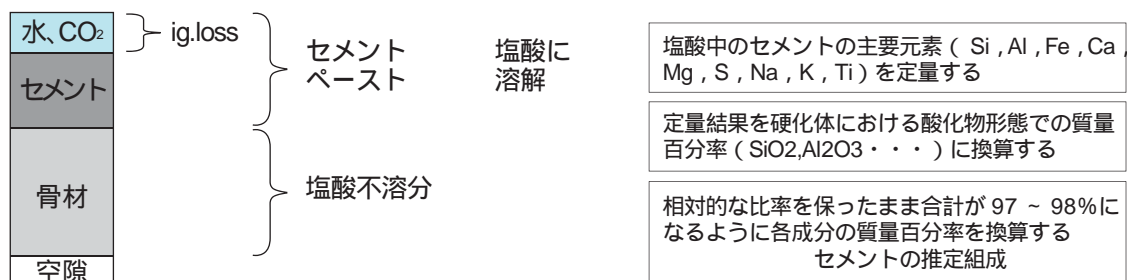 水、CO2
ig.loss
セメント
骨材
空隙
セメント
ペースト
塩酸に
溶解
塩酸不溶分
塩酸中のセメントの主要元素（ Si , Al , Fe , Ca ,
Mg , S , Na , K , Ti ）を定量する
定量結果を硬化体における酸化物形態での質量
百分率（ SiO2,Al2O3・・・）に換算する
相対的な比率を保ったまま合計が 97 ～ 98%に
なるように各成分の質量百分率を換算する
セメントの推定組成